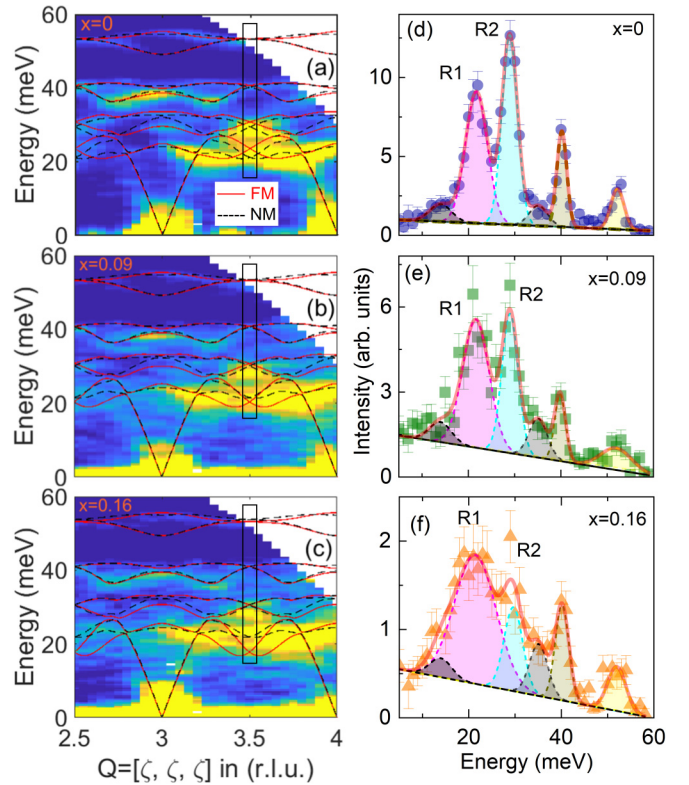 x=0
(a)
FM
NM
Energy (meV)
60
40
20
0
x=0.09
(b)
Energy (meV)
60
40
20
0
x=0.16
(c)
Energy (meV)
60
40
20
0
2.5 3 3.5 4
Q=[ζ, ζ, ζ] in (r.l.u.)
(d) R2 x=0
R1
12
8
4
0
(e) x=0.09
R1 R2
Intensity (arb. units)
6
3
0
(f) R1 x=0.16
R2
2
1
0
20 40 60
Energy (meV)